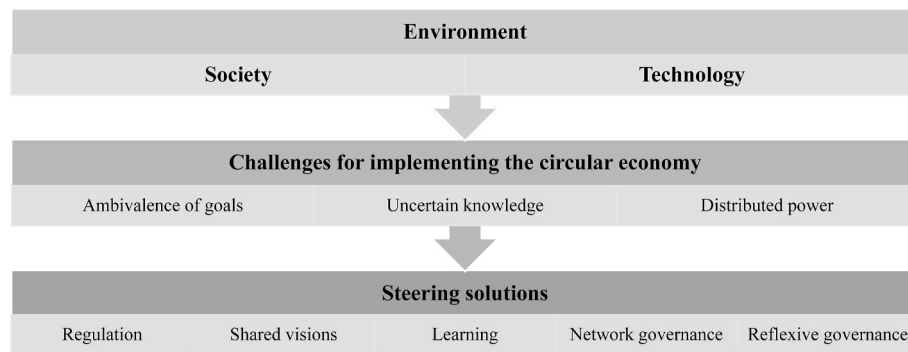 Environment
Society Technology
Challenges for implementing the circular economy
Ambivalence of goals Uncertain knowledge Distributed power
Steering solutions
Regulation Shared visions Learning Network governance Reflexive governance